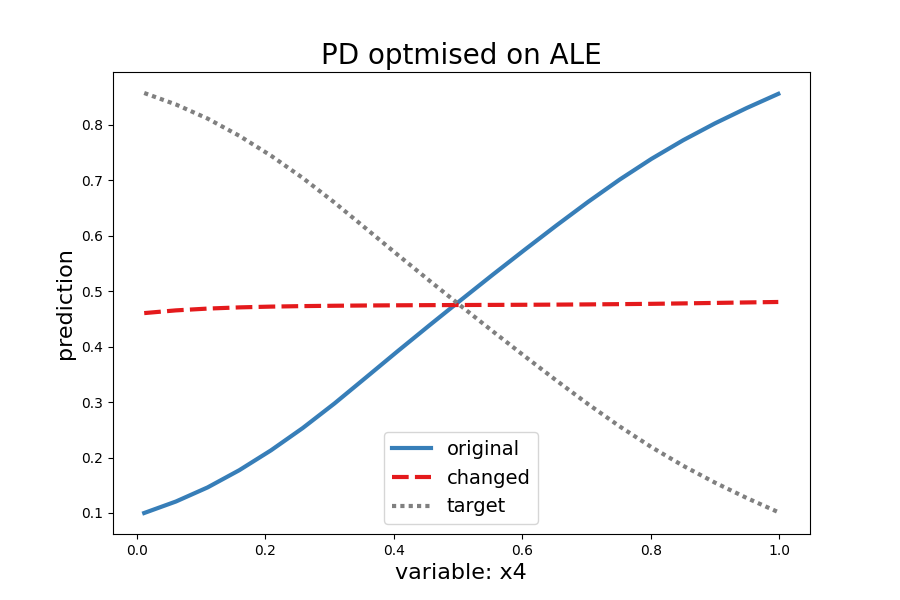 PD optmised on ALE
prediction
0.8
0.7
0.6
0.5
0.4
0.3
0.2
0.1
original
changed
target
0.0 0.2 0.4 0.6 0.8 1.0
variable: x4